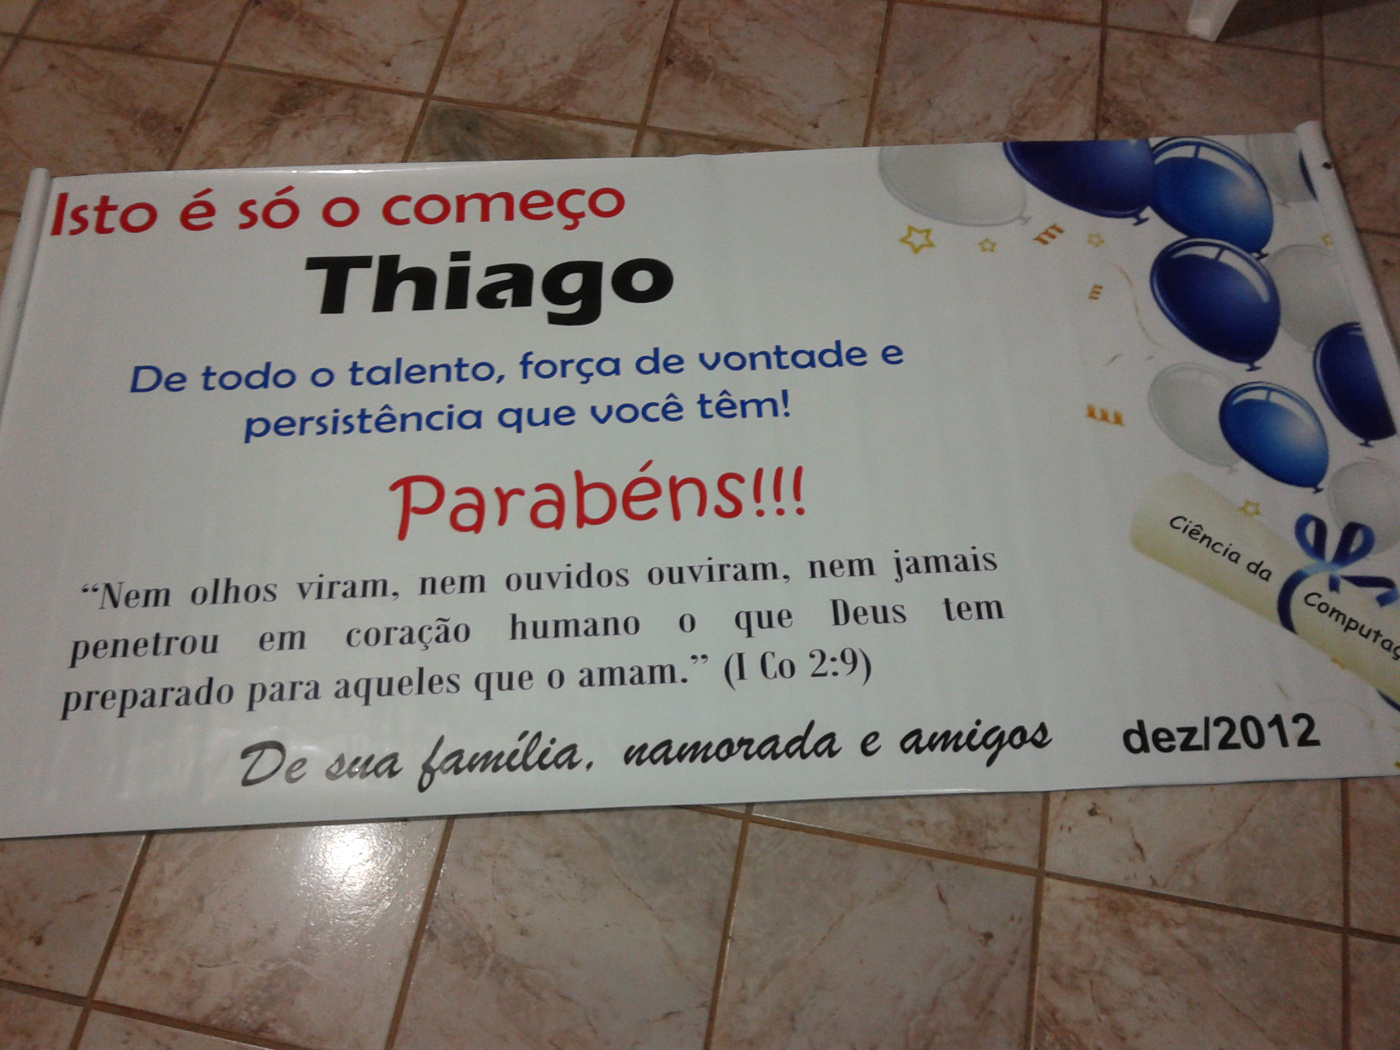 Isto é só o começo
Thiago
De todo o talento, força de vontade e
persistência que você têm!
Parabéns!!!
“Nem olhos viram, nem ouvidos ouviram, nem jamais
penetrou em coração humano o que Deus tem
preparado para aqueles que o amam.” (I Co 2:9)
De sua família, namorada e amigos
dez/2012
Ciência da